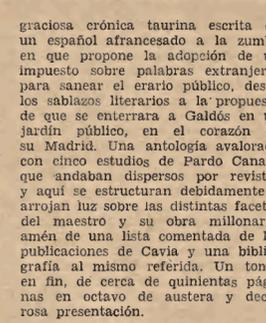 graciosa crónica taurina escrita
un español afrancesado a la zum
en que propone la adopción de
impuesto sobre palabras extranjer
para sanear el erario público, des
los sablazos literarios a la propues
de que se enterrara a Galdós en
jardín público, en el corazón
su Madrid. Una antología avalora
con cinco estudios de Pardo Cana
que andaban dispersos por revist
y aquí se estructuran debidamente
arrojan luz sobre las distintas facet
del maestro y su obra millonar
amén de una lista comentada de l
publicaciones de Cavia y una bibli
grafía al mismo referida. Un ton
en fin, de cerca de quinientas pág
nas en octavo de austera y dec
rosa presentación.